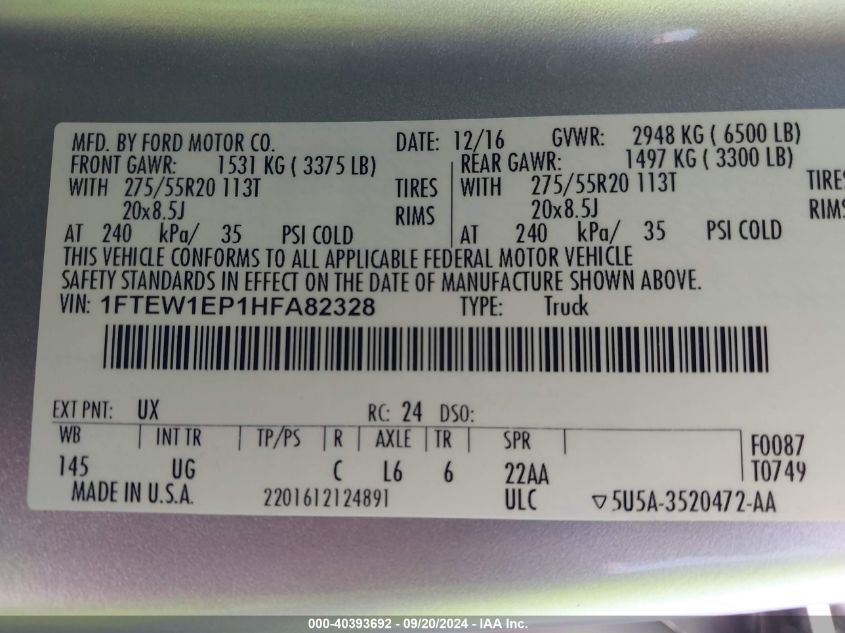 MFD. BY FORD MOTOR CO. DATE: 12/16 GVWR: 2948 KG ( 6500 LB)
FRONT GAWR: 1531 KG ( 3375 LB) REAR GAWR: 1497 KG ( 3300 LB)
WITH 275/55R20 113T TIRES WITH 275/55R20 113T TIRES
20x8.5J RIMS 20x8.5J RIMS
AT 240 kPa/ 35 PSI COLD AT 240 kPa/ 35 PSI COLD
THIS VEHICLE CONFORMS TO ALL APPLICABLE FEDERAL MOTOR VEHICLE
SAFETY STANDARDS IN EFFECT ON THE DATE OF MANUFACTURE SHOWN ABOVE.
VIN: 1FTEW1EP1HFA82328 TYPE: Truck
EXT PNT: UX RC: 24 DSO:
WB INT TR TP/PS R AXLE TR SPR F0087
145 UG C L6 6 22AA T0749
MADE IN U.S.A. 2201612124891 ULC ▽5U5A-3520472-AA
000-40393692 - 09/20/2024 - IAA Inc.